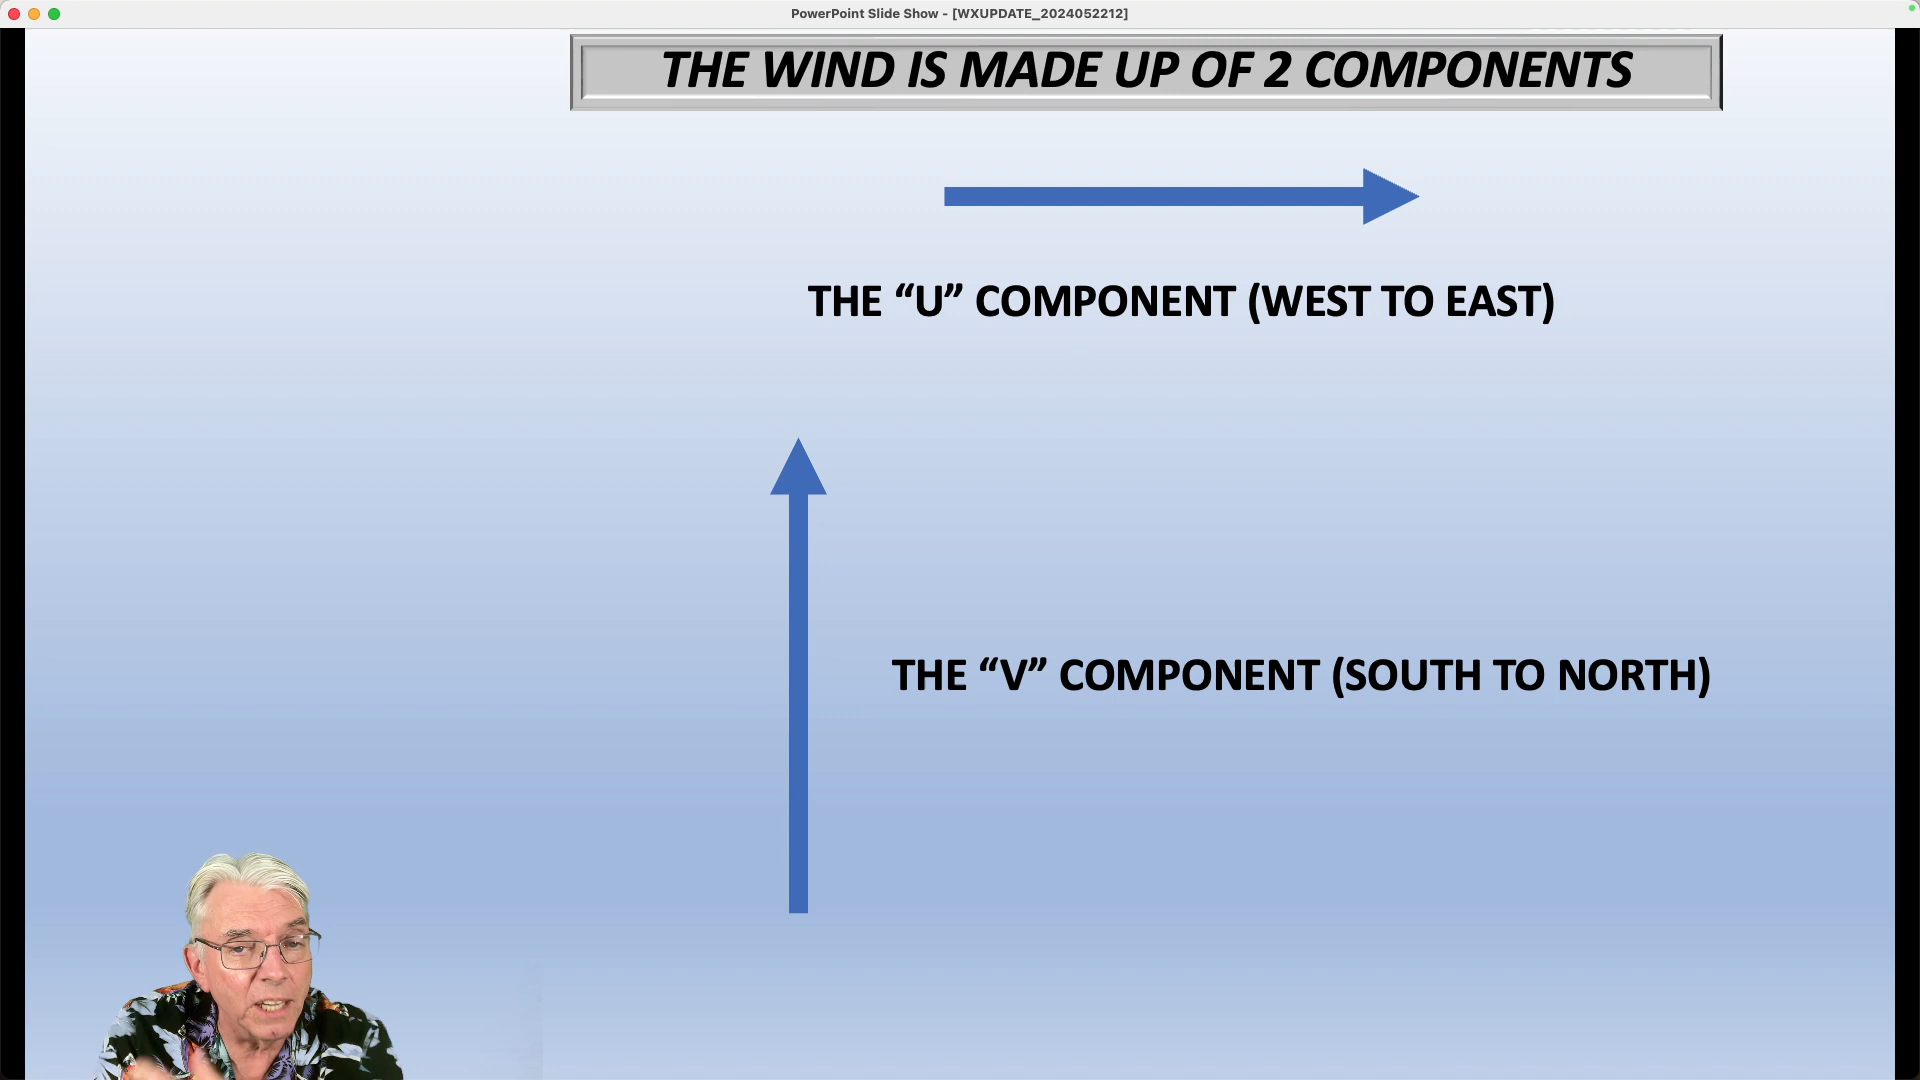 PowerPoint Slide Show - [WXUPDATE_2024052212]
THE WIND IS MADE UP OF 2 COMPONENTS
THE “U” COMPONENT (WEST TO EAST)
THE “V” COMPONENT (SOUTH TO NORTH)